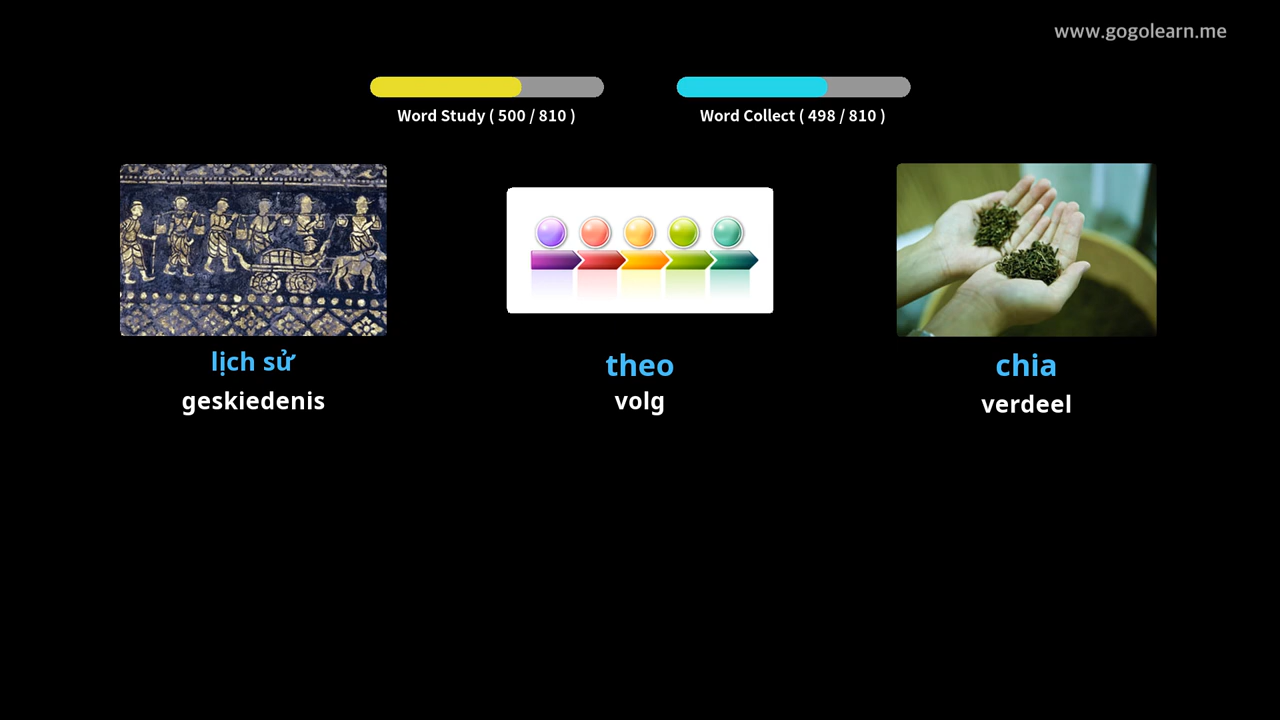 www.gogolearn.me
Word Study ( 500 / 810 )
Word Collect ( 498 / 810 )
lịch sử
geskiedenis
theo
volg
chia
verdeel